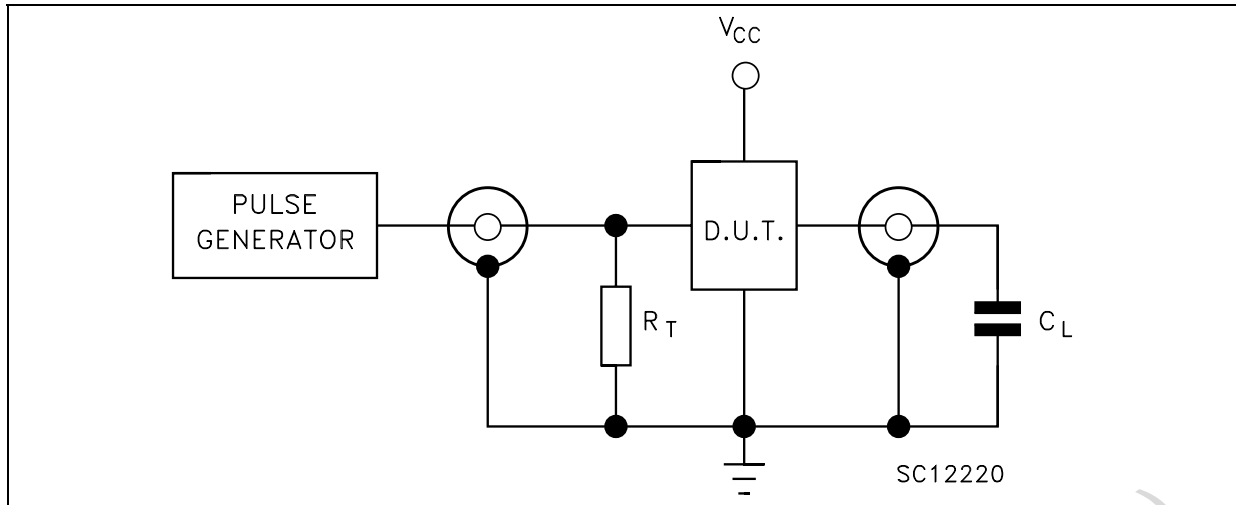 VCC
PULSE
GENERATOR
D.U.T.
RT
CL
SC12220